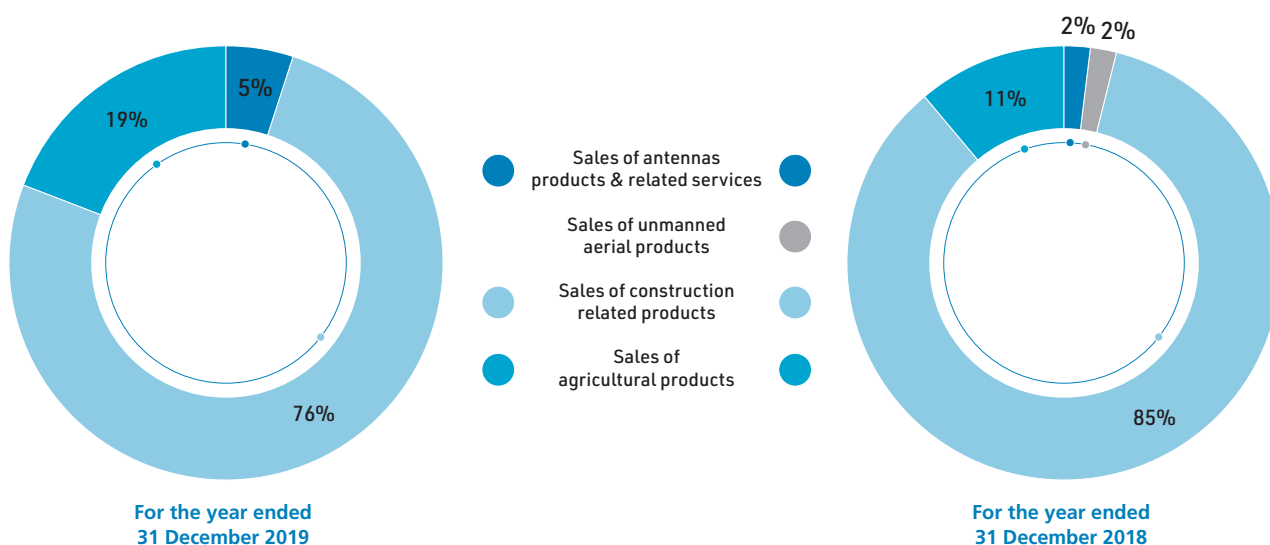 5%
19%
76%
For the year ended
31 December 2019
Sales of antennas
products & related services
Sales of unmanned
aerial products
Sales of construction
related products
Sales of
agricultural products
2%
2%
11%
85%
For the year ended
31 December 2018